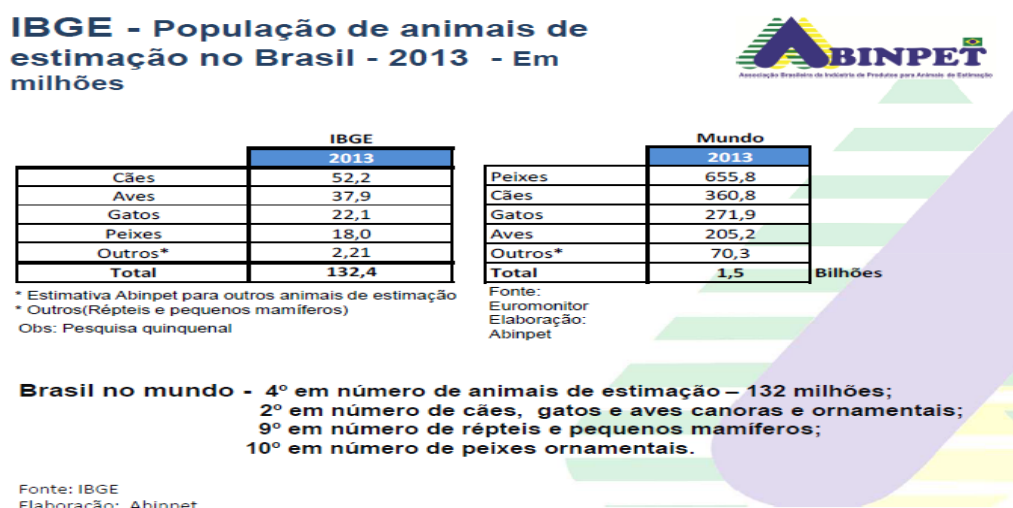 IBGE - População de animais de
estimação no Brasil - 2013 - Em
milhões
ABINPET
Associação Brasileira da Indústria de Produtos para Animais de Estimação
IBGE
2013
Cães 52,2
Aves 37,9
Gatos 22,1
Peixes 18,0
Outros* 2,21
Total 132,4
* Estimativa Abinpet para outros animais de estimação
* Outros(Répteis e pequenos mamíferos)
Obs: Pesquisa quinquenal
Mundo
2013
Peixes 655,8
Cães 360,8
Gatos 271,9
Aves 205,2
Outros* 70,3
Total 1,5 Bilhões
Fonte:
Euromonitor
Elaboração:
Abinpet
Brasil no mundo - 4º em número de animais de estimação – 132 milhões;
2º em número de cães, gatos e aves canoras e ornamentais;
9º em número de répteis e pequenos mamíferos;
10º em número de peixes ornamentais.
Fonte: IBGE
Elaboração: Abinpet